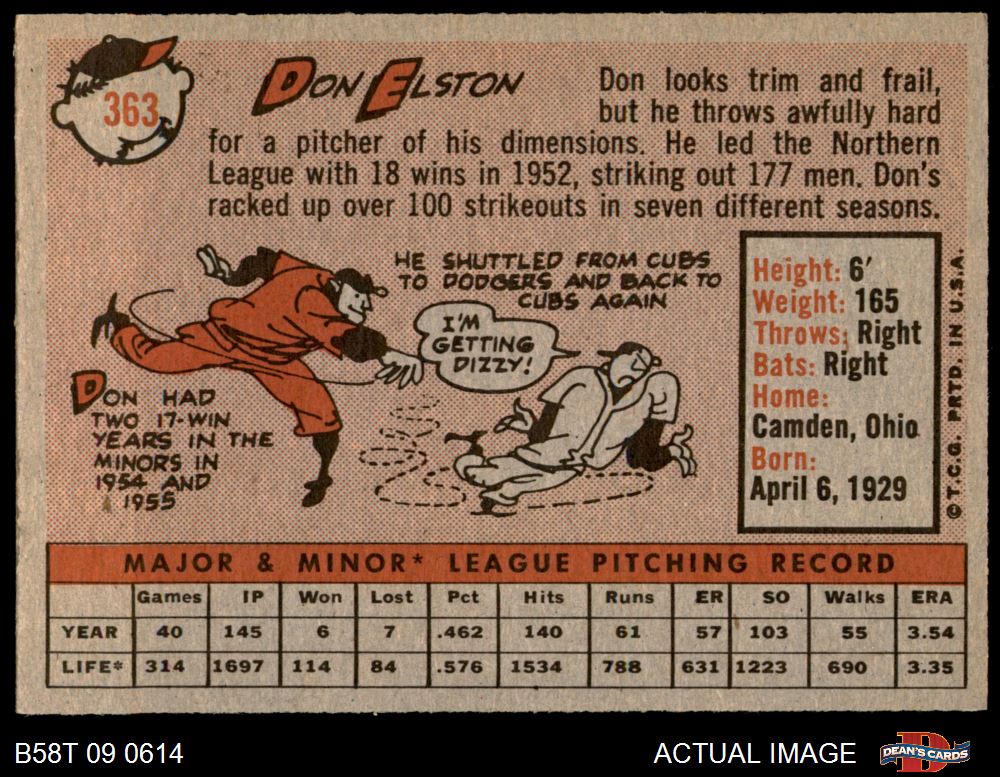 363
DON ELSTON
Don looks trim and frail,
but he throws awfully hard
for a pitcher of his dimensions. He led the Northern
League with 18 wins in 1952, striking out 177 men. Don's
racked up over 100 strikeouts in seven different seasons.
HE SHUTTLED FROM CUBS
TO DODGERS AND BACK TO
CUBS AGAIN
I'M
GETTING
DIZZY!
DON HAD
TWO 17-WIN
YEARS IN THE
MINORS IN
1954 AND
1955
Height: 6'
Weight: 165
Throws: Right
Bats: Right
Home:
Camden, Ohio
Born:
April 6, 1929
©T.C.G. PRTD. IN U.S.A.
MAJOR & MINOR* LEAGUE PITCHING RECORD
Games IP Won Lost Pct Hits Runs ER SO Walks ERA
YEAR 40 145 6 7 .462 140 61 57 103 55 3.54
LIFE* 314 1697 114 84 .576 1534 788 631 1223 690 3.35
B58T 09 0614
ACTUAL IMAGE
D
DEAN'S CARDS